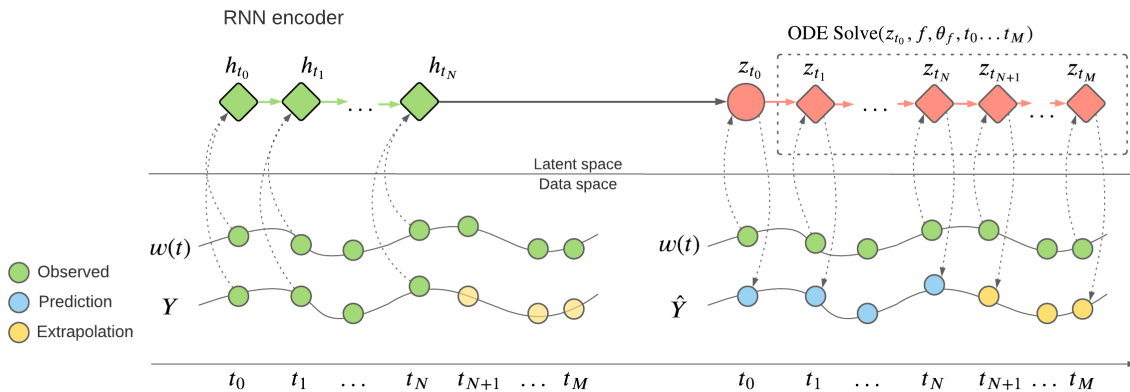 RNN encoder
ODE Solve(z_{t_0}, f, θ_f, t_0 … t_M)
h_{t_0} h_{t_1} h_{t_N} z_{t_0} z_{t_1} z_{t_N} z_{t_{N+1}} z_{t_M}
... ... ...
Latent space
Data space
w(t) w(t)
Observed
Prediction
Y Ŷ
Extrapolation
t_0 t_1 ... t_N t_{N+1} ... t_M t_0 t_1 ... t_N t_{N+1} ... t_M